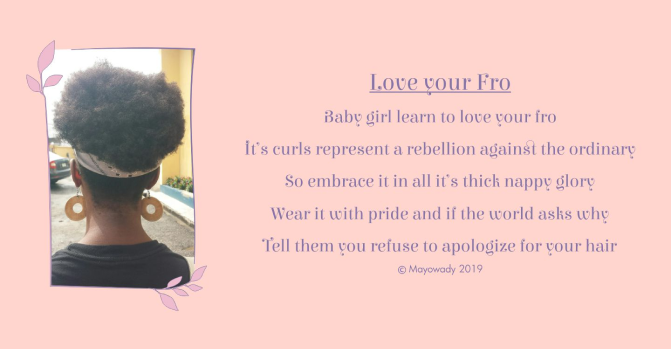 Love your Fro
Baby girl learn to love your fro
It's curls represent a rebellion against the ordinary
So embrace it in all it's thick nappy glory
Wear it with pride and if the world asks why
Tell them you refuse to apologize for your hair
© Mayowady 2019